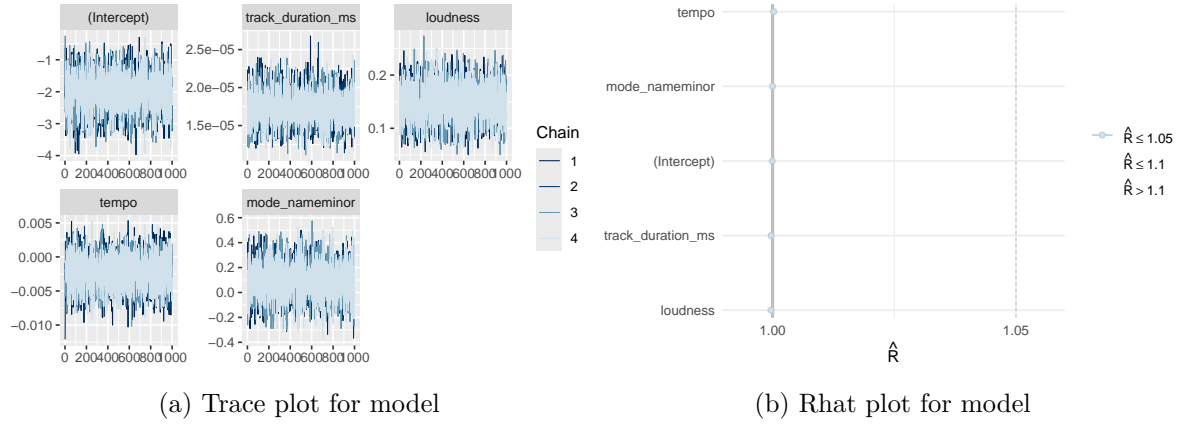 (Intercept)
track_duration_ms
loudness
−1
−2
−3
−4
2.5e−05
2.0e−05
1.5e−05
0.2
0.1
0 2004006008001000
0 2004006008001000
0 2004006008001000
tempo
mode_nameminor
0.005
0.000
−0.005
−0.010
0.6
0.4
0.2
0.0
−0.2
−0.4
0 2004006008001000
0 2004006008001000
Chain
1
2
3
4
(a) Trace plot for model
tempo
mode_nameminor
(Intercept)
track_duration_ms
loudness
1.00
1.05
R̂
R̂ ≤ 1.05
R̂ ≤ 1.1
R̂ > 1.1
(b) Rhat plot for model